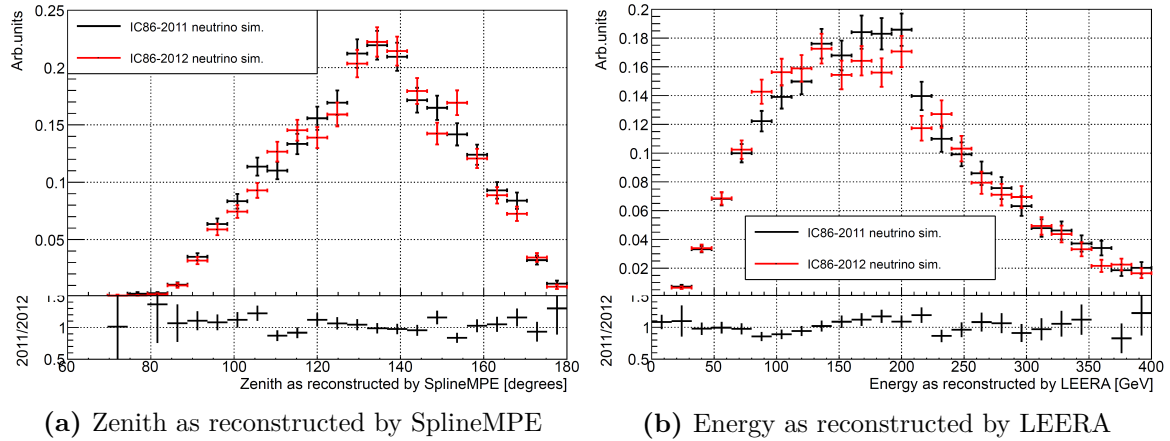 Arb.units
IC86-2011 neutrino sim.
IC86-2012 neutrino sim.
0.2
0.15
0.1
0.05
2011/2012
1.5
1
0.5
60 80 100 120 140 160 180
Zenith as reconstructed by SplineMPE [degrees]
(a) Zenith as reconstructed by SplineMPE
Arb.units
0.2
0.18
0.16
0.14
0.12
0.1
0.08
0.06
0.04
0.02
IC86-2011 neutrino sim.
IC86-2012 neutrino sim.
2011/2012
1.5
1
0.5
0 50 100 150 200 250 300 350 400
Energy as reconstructed by LEERA [GeV]
(b) Energy as reconstructed by LEERA